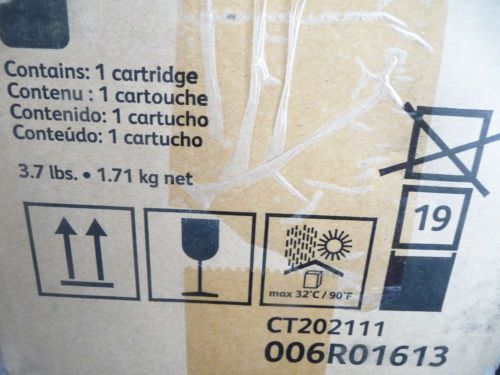 Contains: 1 cartridge
Contenu : 1 cartouche
Contenido: 1 cartucho
Conteúdo: 1 cartucho
3.7 lbs. • 1.71 kg net
19
max 32°C / 90°F
CT202111
006R01613